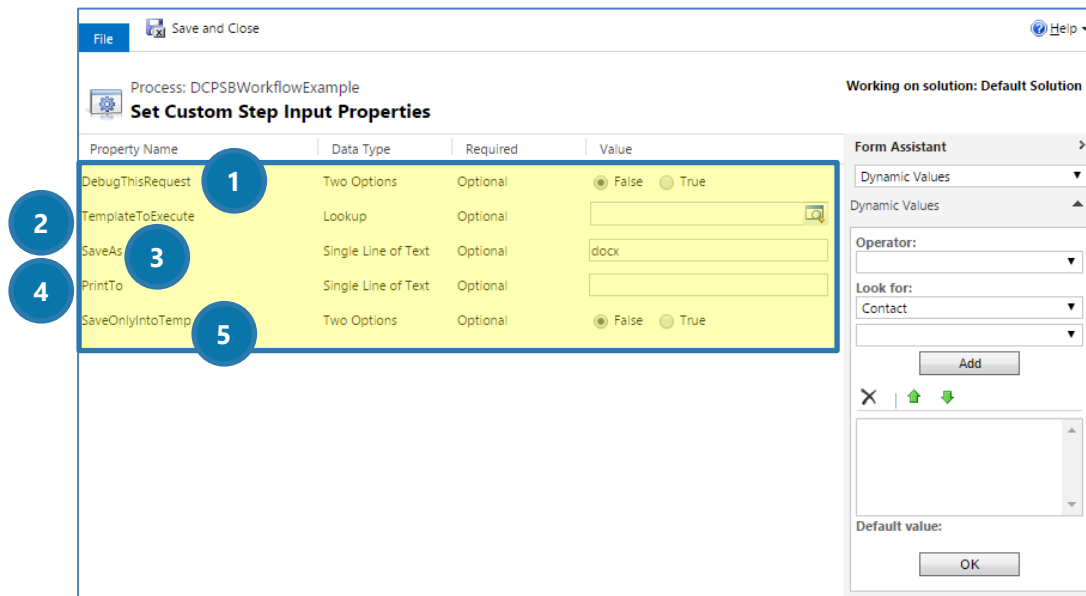 File
Save and Close
Help
Process: DCPSBWorkflowExample
Working on solution: Default Solution
Set Custom Step Input Properties
Property Name Data Type Required Value
DebugThisRequest 1 Two Options Optional False True
2 TemplateToExecute Lookup Optional
SaveAs 3 Single Line of Text Optional docx
4 PrintTo Single Line of Text Optional
SaveOnlyIntoTemp 5 Two Options Optional False True
Form Assistant
Dynamic Values
Dynamic Values
Operator:
Look for:
Contact
Add
Default value:
OK